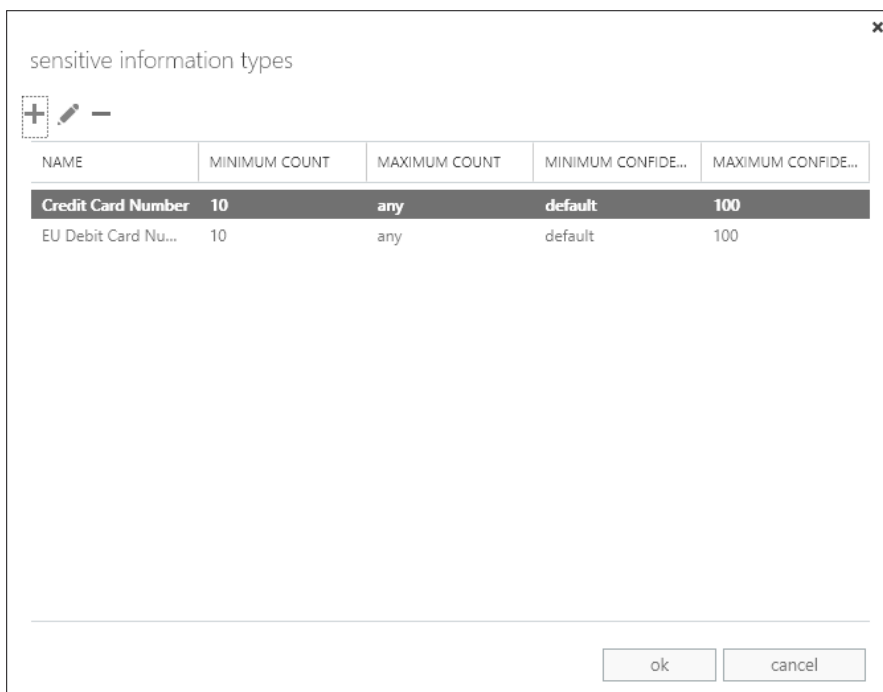 sensitive information types
NAME MINIMUM COUNT MAXIMUM COUNT MINIMUM CONFIDE... MAXIMUM CONFIDE...
Credit Card Number 10 any default 100
EU Debit Card Nu... 10 any default 100
ok cancel